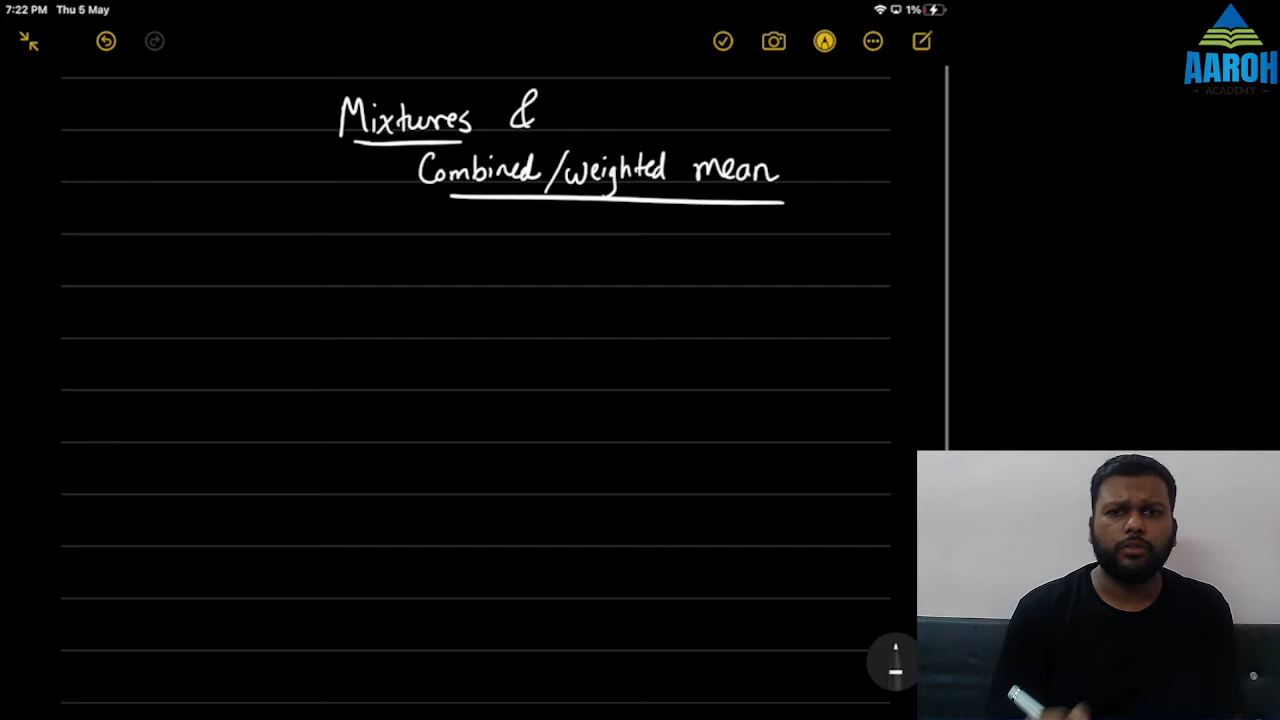 7:22 PM Thu 5 May
1%
AAROH
ACADEMY
Mixtures &
Combined/weighted mean